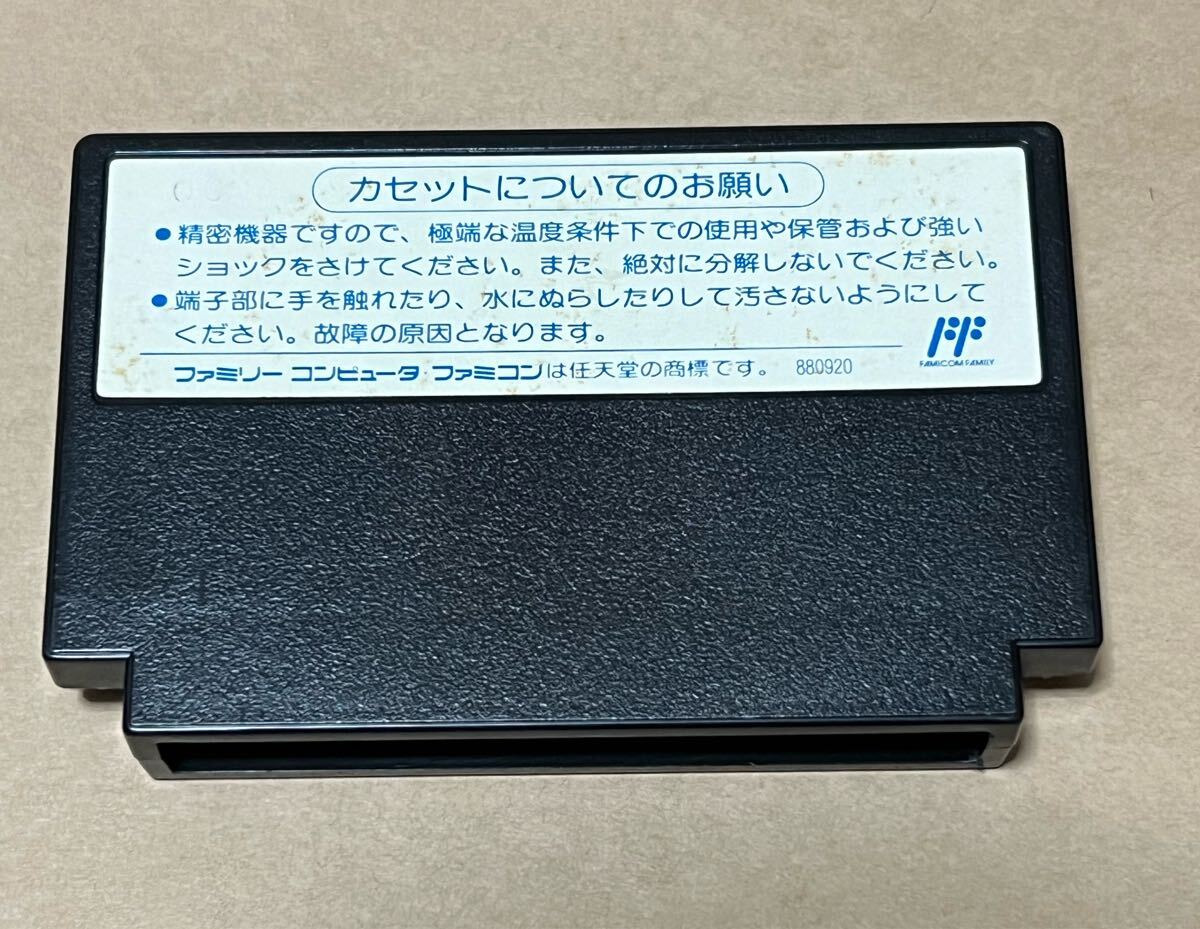 カセットについてのお願い
●精密機器ですので、極端な温度条件下での使用や保管および強い
ショックをさけてください。また、絶対に分解しないでください。
●端子部に手を触れたり、水にぬらしたりして汚さないようにして
ください。故障の原因となります。
FAMICOM FAMILY
ファミリー コンピュータ・ファミコンは任天堂の商標です。 880920